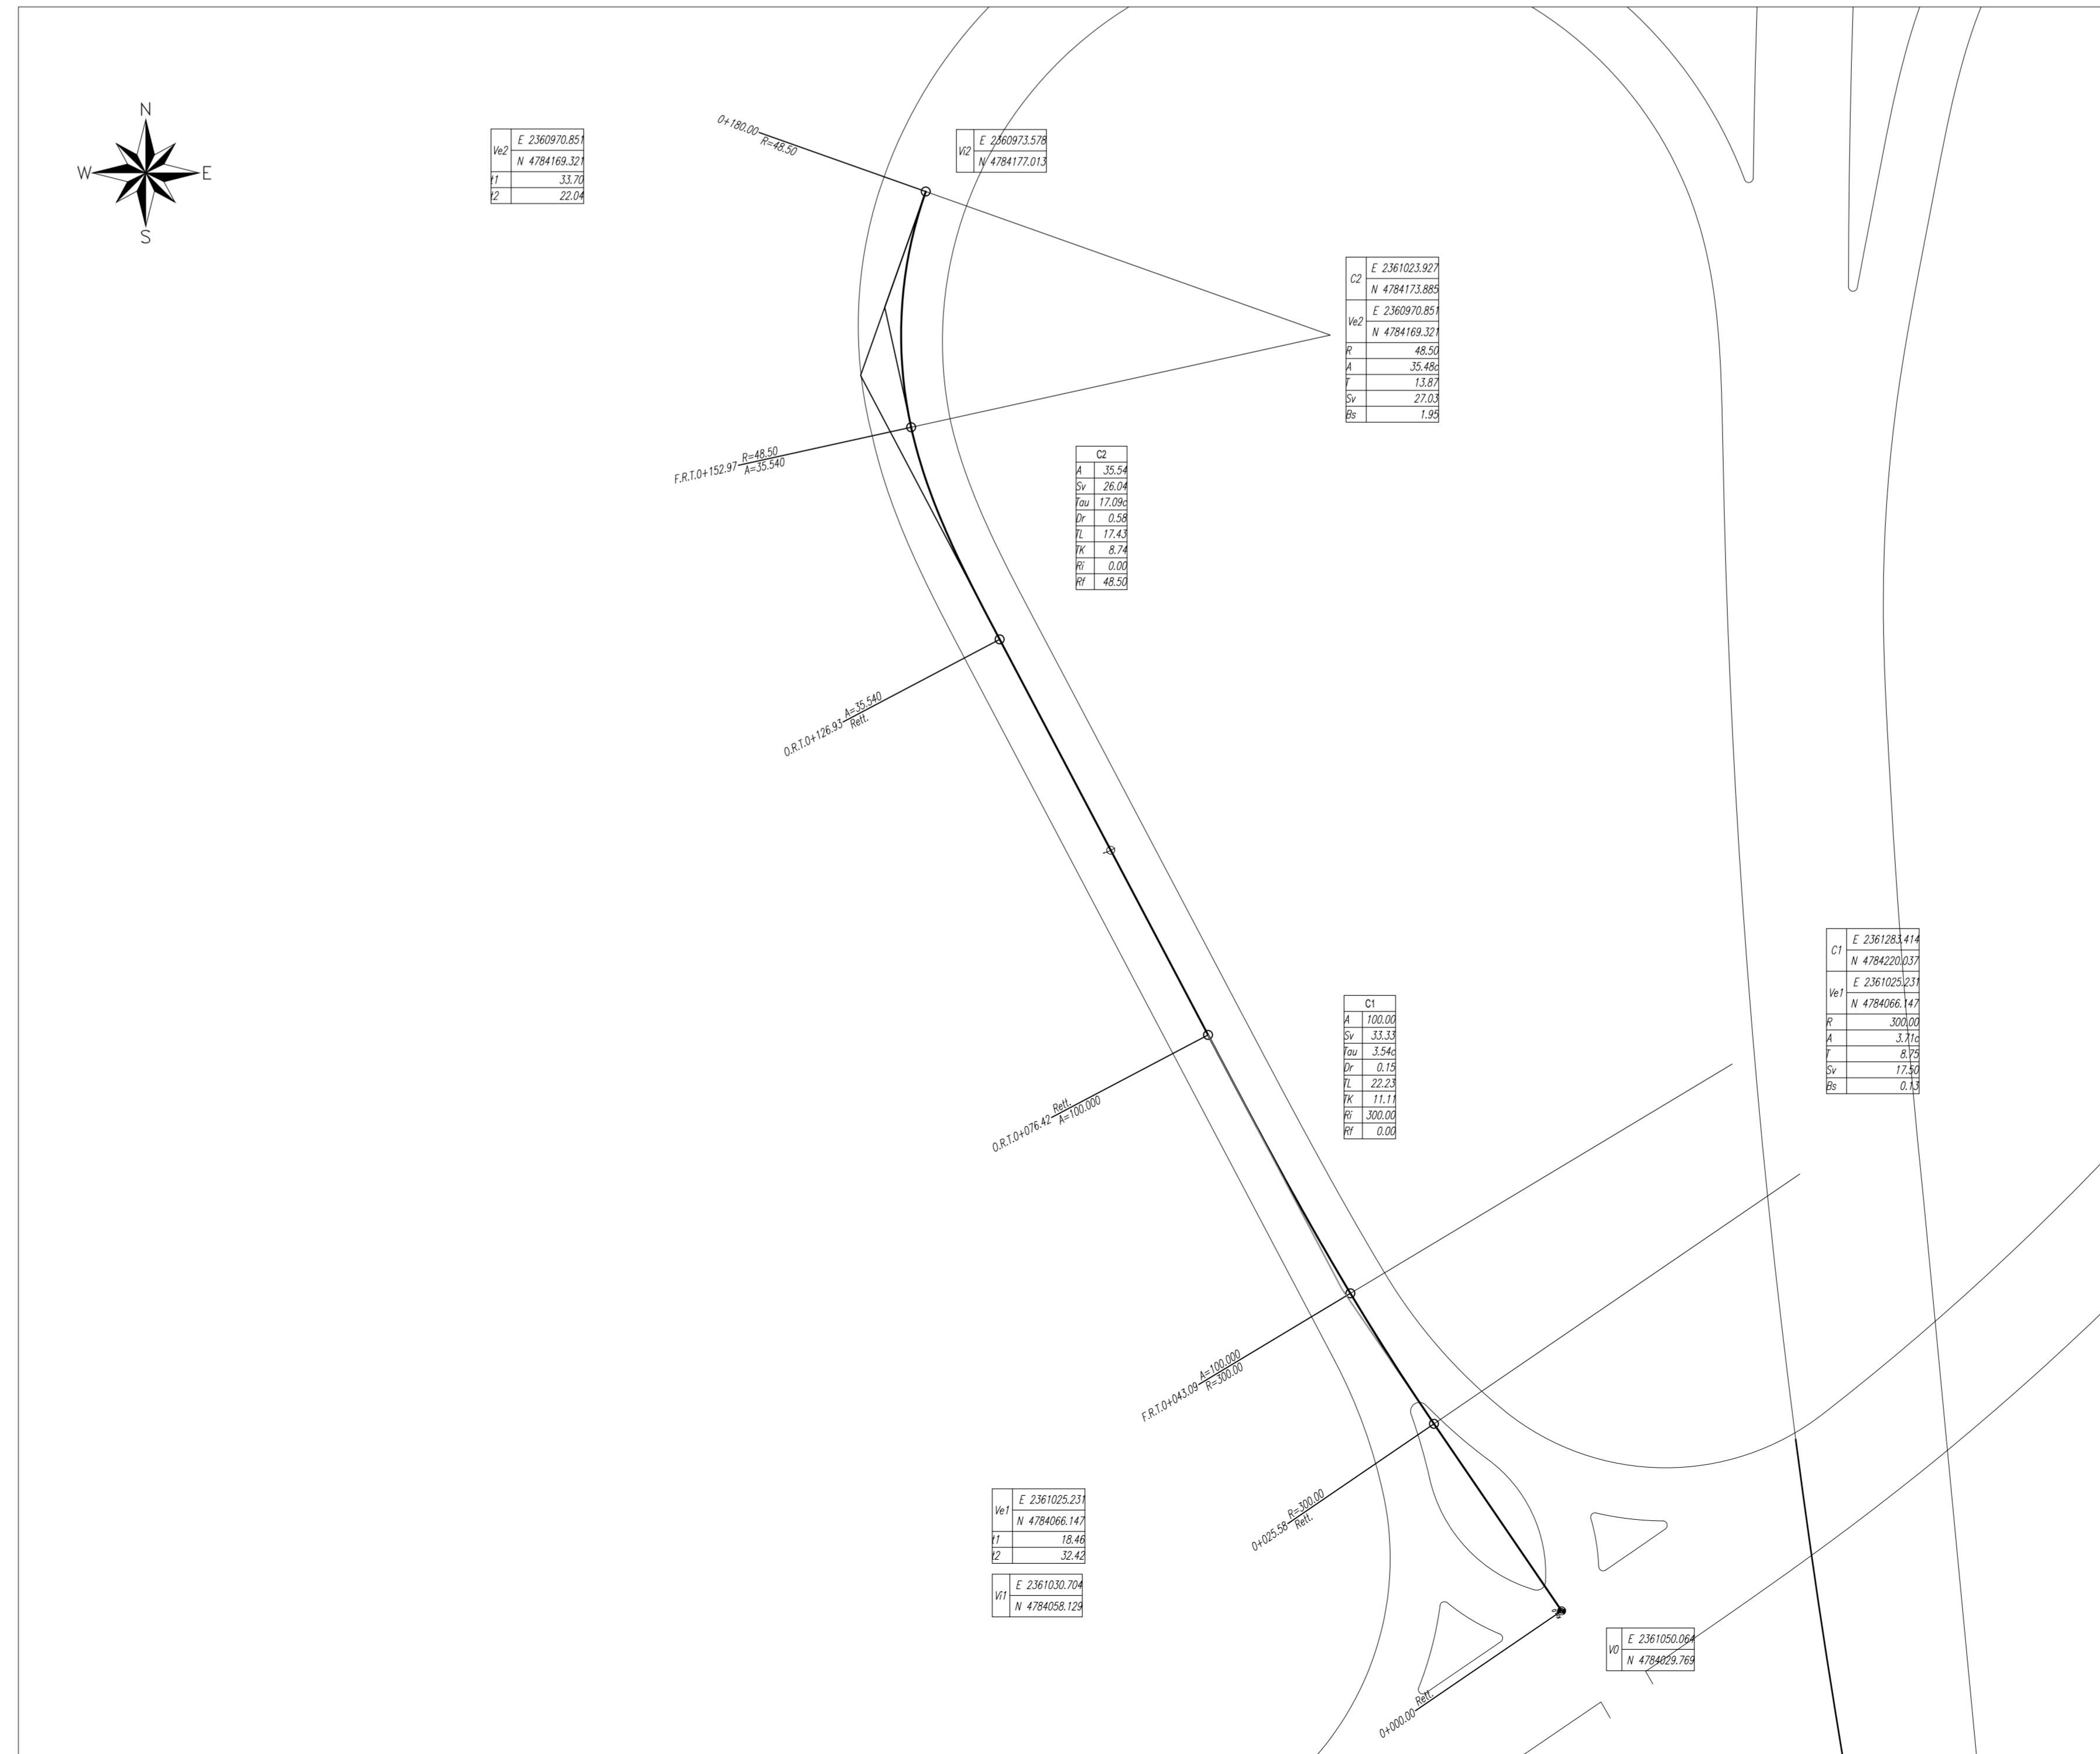 N
W
E
S
Ve2
E 2360970.851
N 4784169.321
t1 33.70
t2 22.04
0+180.00
R=48.50
Vi2
E 2360973.578
N 4784177.013
C2
E 2361023.927
N 4784173.885
Ve2
E 2360970.851
N 4784169.321
R 48.50
A 35.48c
T 13.87
Sv 27.03
Bs 1.95
F.R.T.0+152.97
R=48.50
A=35.540
C2
A 35.54
Sv 26.04
Tau 17.09c
Dr 0.58
TL 17.43
TK 8.74
Ri 0.00
Rf 48.50
O.R.T.0+126.93
A=35.540
Rett.
C1
E 2361283.414
N 4784220.037
Ve1
E 2361025.231
N 4784066.147
R 300.00
A 3.71c
T 8.75
Sv 17.50
Bs 0.13
C1
A 100.00
Sv 33.33
Tau 3.54c
Dr 0.15
TL 22.23
TK 11.11
Ri 300.00
Rf 0.00
O.R.T.0+076.42
Rett.
A=100.000
F.R.T.0+043.09
A=100.000
R=300.00
0+025.58
R=300.00
Rett.
Ve1
E 2361025.231
N 4784066.147
t1 18.46
t2 32.42
Vi1
E 2361030.704
N 4784058.129
V0
E 2361050.064
N 4784029.769
0+000.00
Rett.